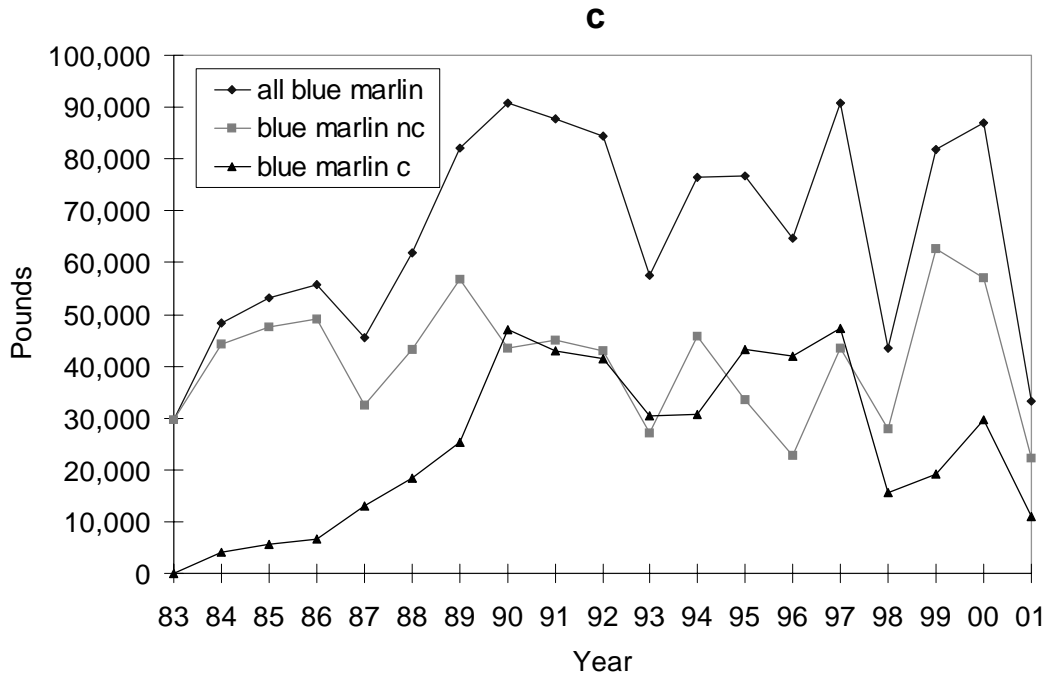 c
100,000
90,000
80,000
70,000
60,000
50,000
40,000
30,000
20,000
10,000
0
Pounds
all blue marlin
blue marlin nc
blue marlin c
83 84 85 86 87 88 89 90 91 92 93 94 95 96 97 98 99 00 01
Year